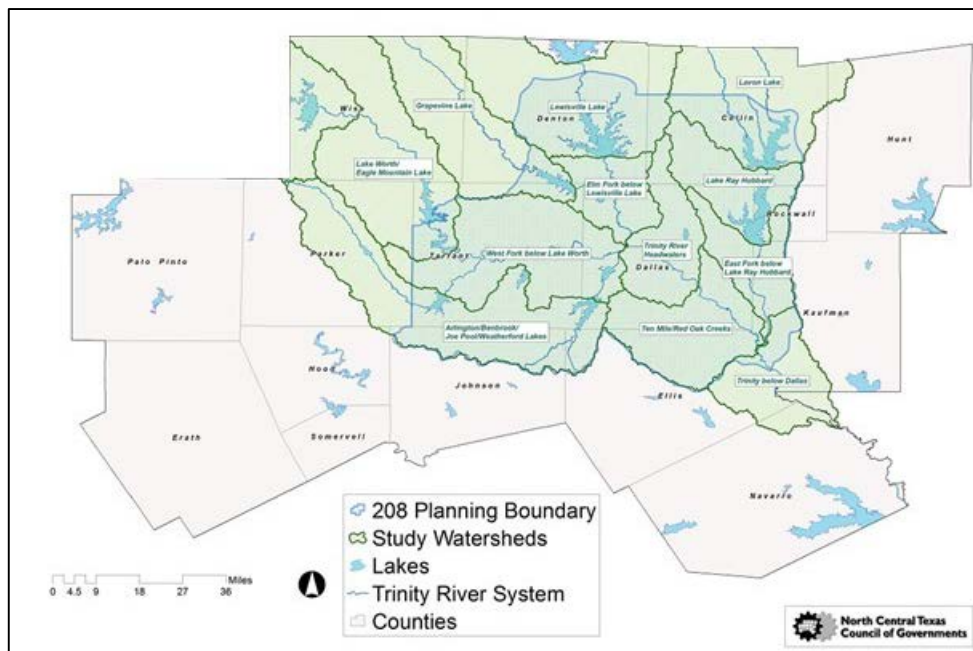 Lavon Lake
Lewisville Lake
Grapevine Lake
Wise
Denton
Collin
Hunt
Lake Worth/
Eagle Mountain Lake
Elm Fork below
Lewisville Lake
Lake Ray Hubbard
Rockwall
Palo Pinto
Parker
Tarrant
West Fork below Lake Worth
Trinity River
Headwaters
Dallas
East Fork below
Lake Ray Hubbard
Kaufman
Arlington/Benbrook/
Joe Pool/Weatherford Lakes
Ten Mile/Red Oak Creeks
Hood
Johnson
Ellis
Trinity below Dallas
Erath
Somervell
Navarro
208 Planning Boundary
Study Watersheds
Lakes
Trinity River System
Counties
Miles
0 4.5 9 18 27 36
North Central Texas
Council of Governments